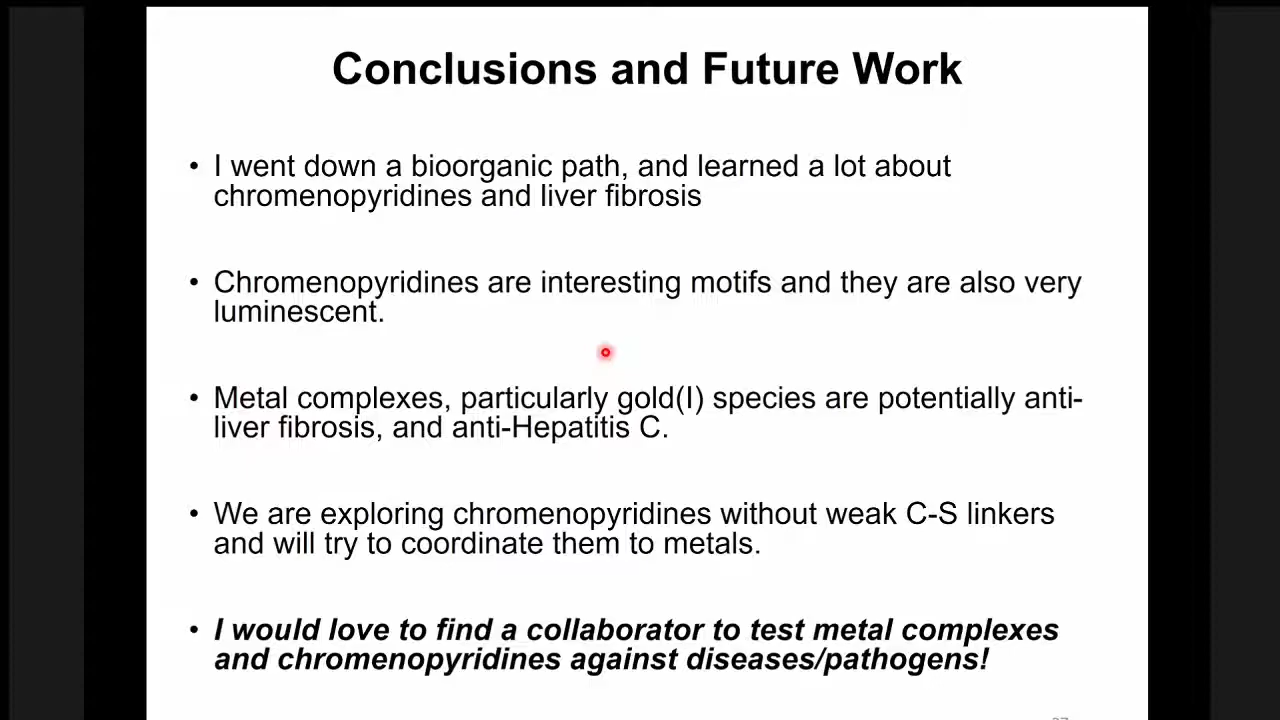 Conclusions and Future Work
• I went down a bioorganic path, and learned a lot about
chromenopyridines and liver fibrosis
• Chromenopyridines are interesting motifs and they are also very
luminescent.
• Metal complexes, particularly gold(I) species are potentially anti-
liver fibrosis, and anti-Hepatitis C.
• We are exploring chromenopyridines without weak C-S linkers
and will try to coordinate them to metals.
• I would love to find a collaborator to test metal complexes
and chromenopyridines against diseases/pathogens!